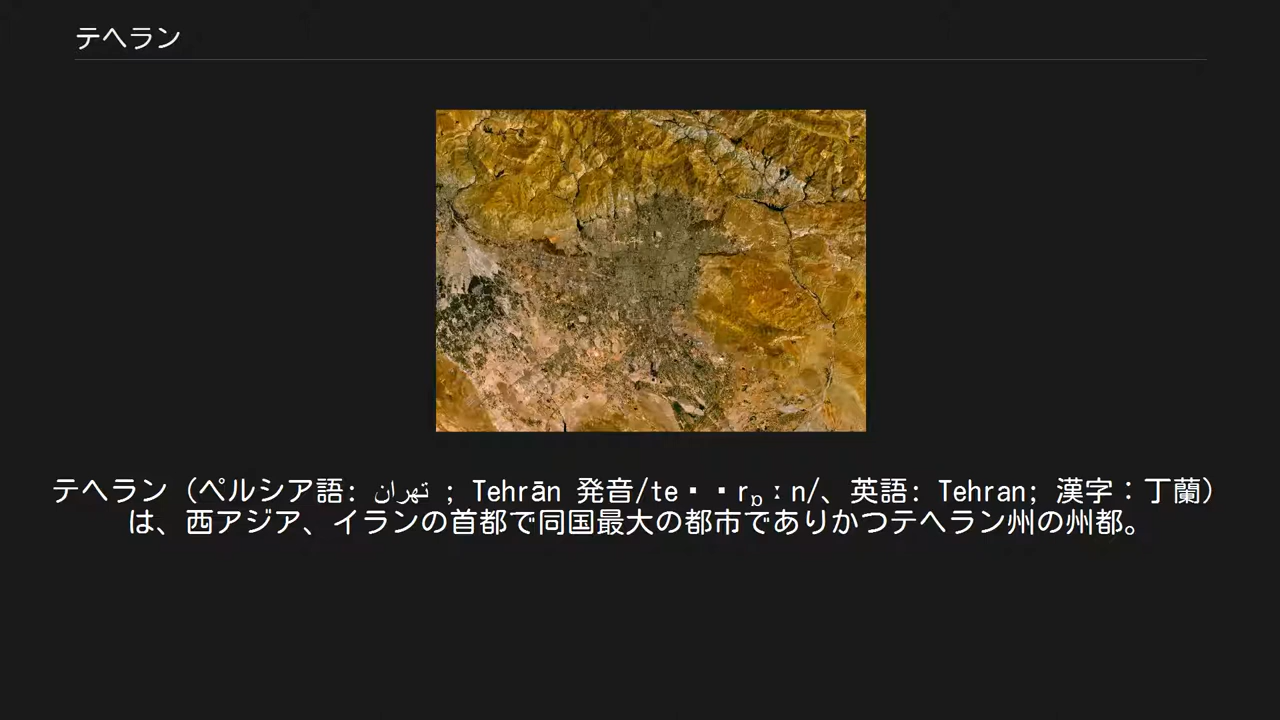 テヘラン
テヘラン（ペルシア語: تهران ; Tehrān 発音/te r ɒːn/、英語: Tehran; 漢字：丁蘭）
は、西アジア、イランの首都で同国最大の都市でありかつテヘラン州の州都。